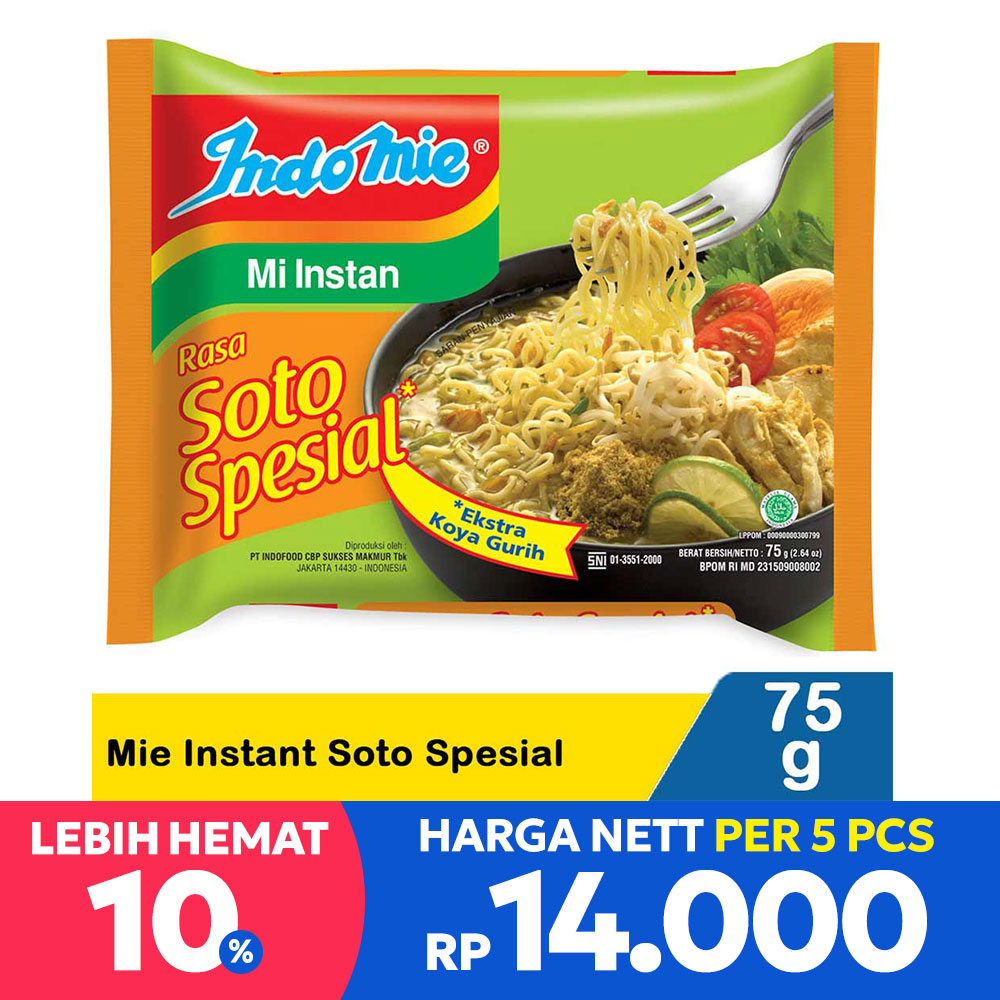 Indomie®
Mi Instan
Rasa
Soto
Spesial*
SARAN PENYAJIAN
*Ekstra
Koya Gurih
Diproduksi oleh :
PT INDOFOOD CBP SUKSES MAKMUR Tbk
JAKARTA 14430 - INDONESIA
SNI 01-3551-2000
LPPOM : 00090000300799
BERAT BERSIH/NETTO : 75 g (2.64 oz)
BPOM RI MD 231509008002
Mie Instant Soto Spesial
75
g
LEBIH HEMAT
10%
HARGA NETT PER 5 PCS
RP 14.000